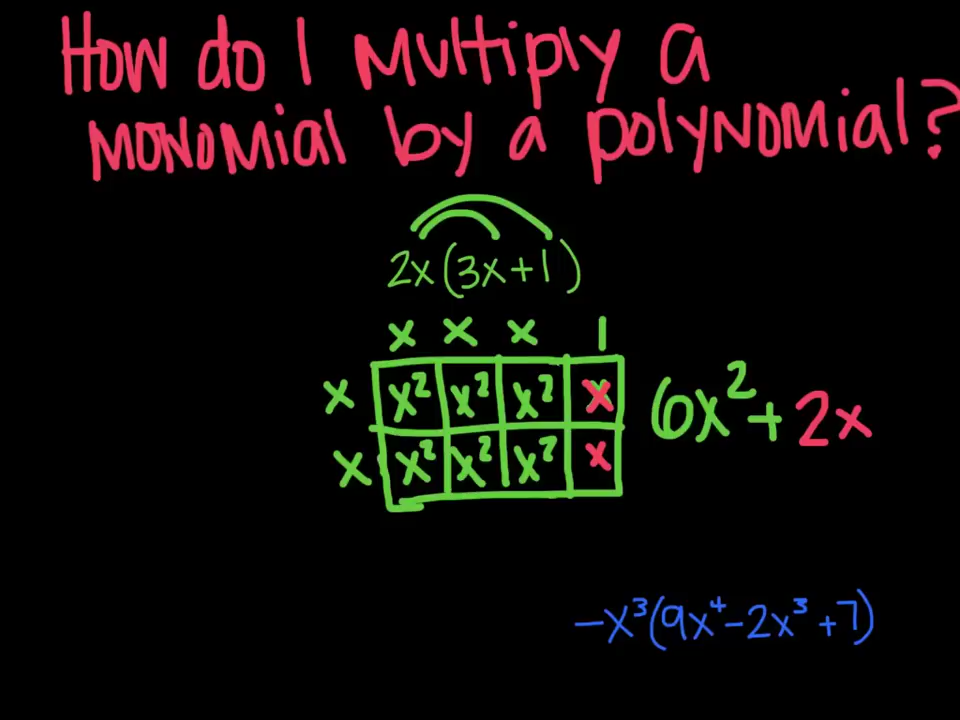 How do I Multiply a
monomial by a polynomial?
2x(3x+1)
x x x 1
x x² x² x² x
x x² x² x² x
6x²+2x
-x³(9x⁴-2x³+7)